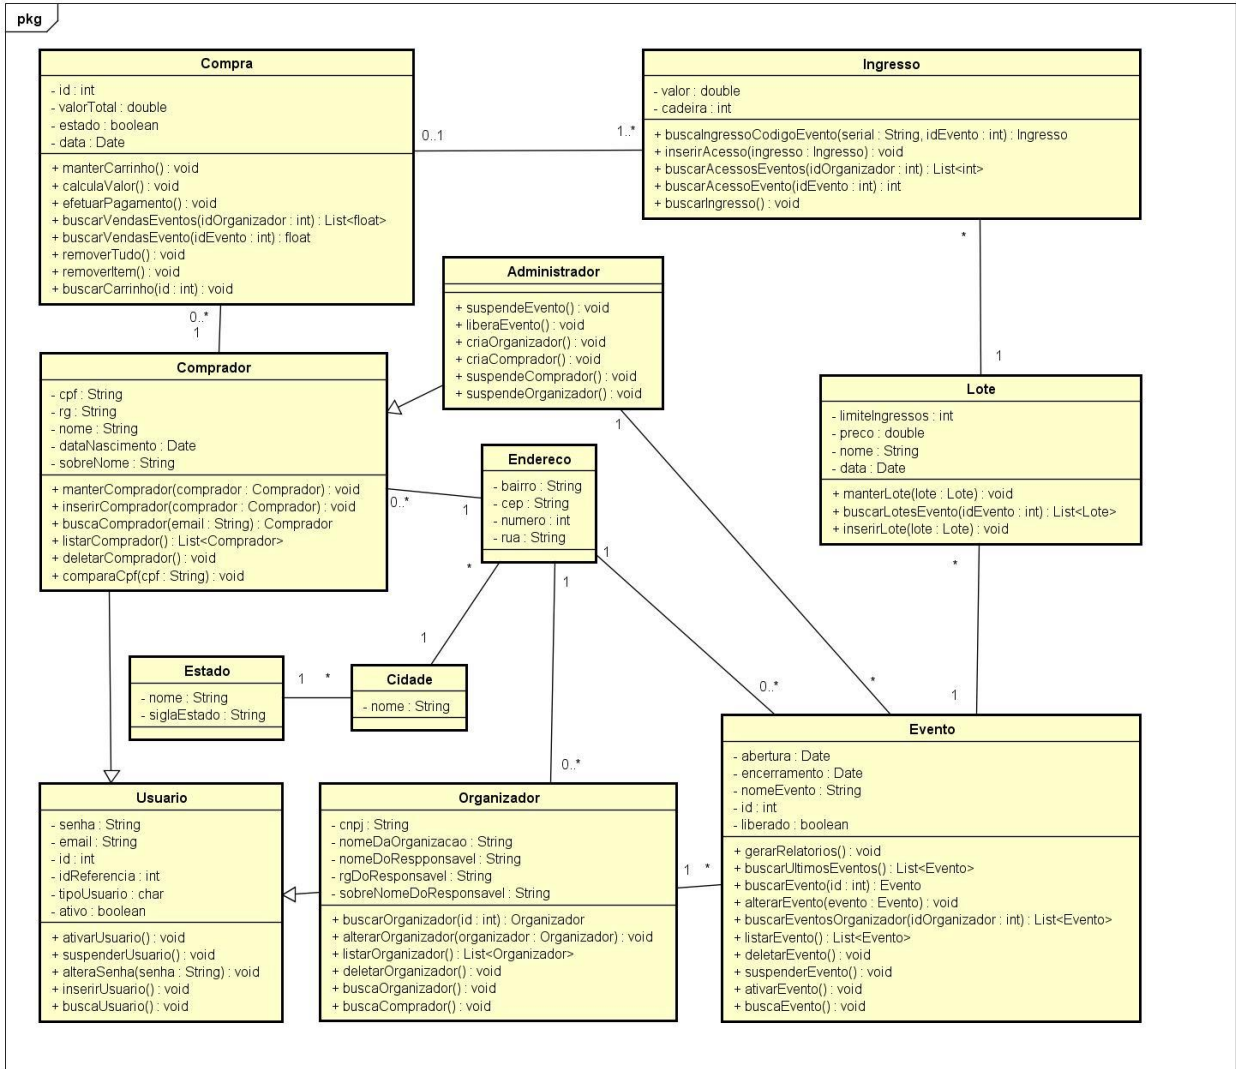 pkg
Compra
- id : int
- valorTotal : double
- estado : boolean
- data : Date
+ manterCarrinho() : void
+ calculaValor() : void
+ efetuarPagamento() : void
+ buscarVendasEventos(idOrganizador : int) : List<float>
+ buscarVendasEvento(idEvento : int) : float
+ removerTudo() : void
+ removerItem() : void
+ buscarCarrinho(id : int) : void
0..1
1..*
Ingresso
- valor : double
- cadeira : int
+ buscaIngressoCodigoEvento(serial : String, idEvento : int) : Ingresso
+ inserirAcesso(ingresso : Ingresso) : void
+ buscarAcessosEventos(idOrganizador : int) : List<int>
+ buscarAcessoEvento(idEvento : int) : int
+ buscarIngresso() : void
*
1
0..*
1
Administrador
+ suspendeEvento() : void
+ liberaEvento() : void
+ criaOrganizador() : void
+ criaComprador() : void
+ suspendeComprador() : void
+ suspendeOrganizador() : void
1
*
Comprador
- cpf : String
- rg : String
- nome : String
- dataNascimento : Date
- sobreNome : String
+ manterComprador(comprador : Comprador) : void
+ inserirComprador(comprador : Comprador) : void
+ buscaComprador(email : String) : Comprador
+ listarComprador() : List<Comprador>
+ deletarComprador() : void
+ comparaCpf(cpf : String) : void
0..*
1
Endereco
- bairro : String
- cep : String
- numero : int
- rua : String
1
0..*
*
1
1
0..*
Lote
- limiteIngressos : int
- preco : double
- nome : String
- data : Date
+ manterLote(lote : Lote) : void
+ buscarLotesEvento(idEvento : int) : List<Lote>
+ inserirLote(lote : Lote) : void
*
1
Estado
- nome : String
- siglaEstado : String
1
*
Cidade
- nome : String
Usuario
- senha : String
- email : String
- id : int
- idReferencia : int
- tipoUsuario : char
- ativo : boolean
+ ativarUsuario() : void
+ suspenderUsuario() : void
+ alteraSenha(senha : String) : void
+ inserirUsuario() : void
+ buscaUsuario() : void
Organizador
- cnpj : String
- nomeDaOrganizacao : String
- nomeDoRespponsavel : String
- rgDoResponsavel : String
- sobreNomeDoResponsavel : String
+ buscarOrganizador(id : int) : Organizador
+ alterarOrganizador(organizador : Organizador) : void
+ listarOrganizador() : List<Organizador>
+ deletarOrganizador() : void
+ buscaOrganizador() : void
+ buscaComprador() : void
1
*
Evento
- abertura : Date
- encerramento : Date
- nomeEvento : String
- id : int
- liberado : boolean
+ gerarRelatorios() : void
+ buscarUltimosEventos() : List<Evento>
+ buscarEvento(id : int) : Evento
+ alterarEvento(evento : Evento) : void
+ buscarEventosOrganizador(idOrganizador : int) : List<Evento>
+ listarEvento() : List<Evento>
+ deletarEvento() : void
+ suspenderEvento() : void
+ ativarEvento() : void
+ buscaEvento() : void